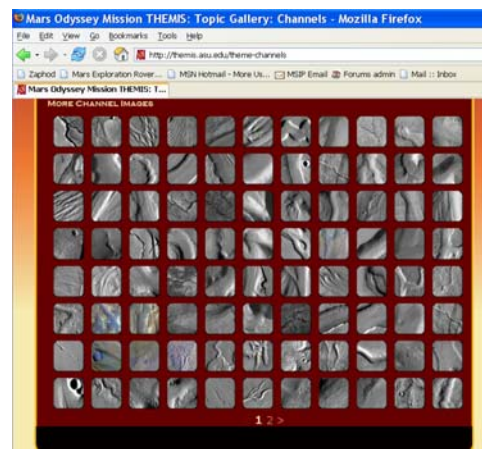 Mars Odyssey Mission THEMIS: Topic Gallery: Channels - Mozilla Firefox
File Edit View Go Bookmarks Tools Help
http://themis.asu.edu/theme-channels
Zaphod Mars Exploration Rover... MSN Hotmail - More Us... MSIP Email Forums admin Mail :: Inbox
Mars Odyssey Mission THEMIS: T...
MORE CHANNEL IMAGES
1 2 >